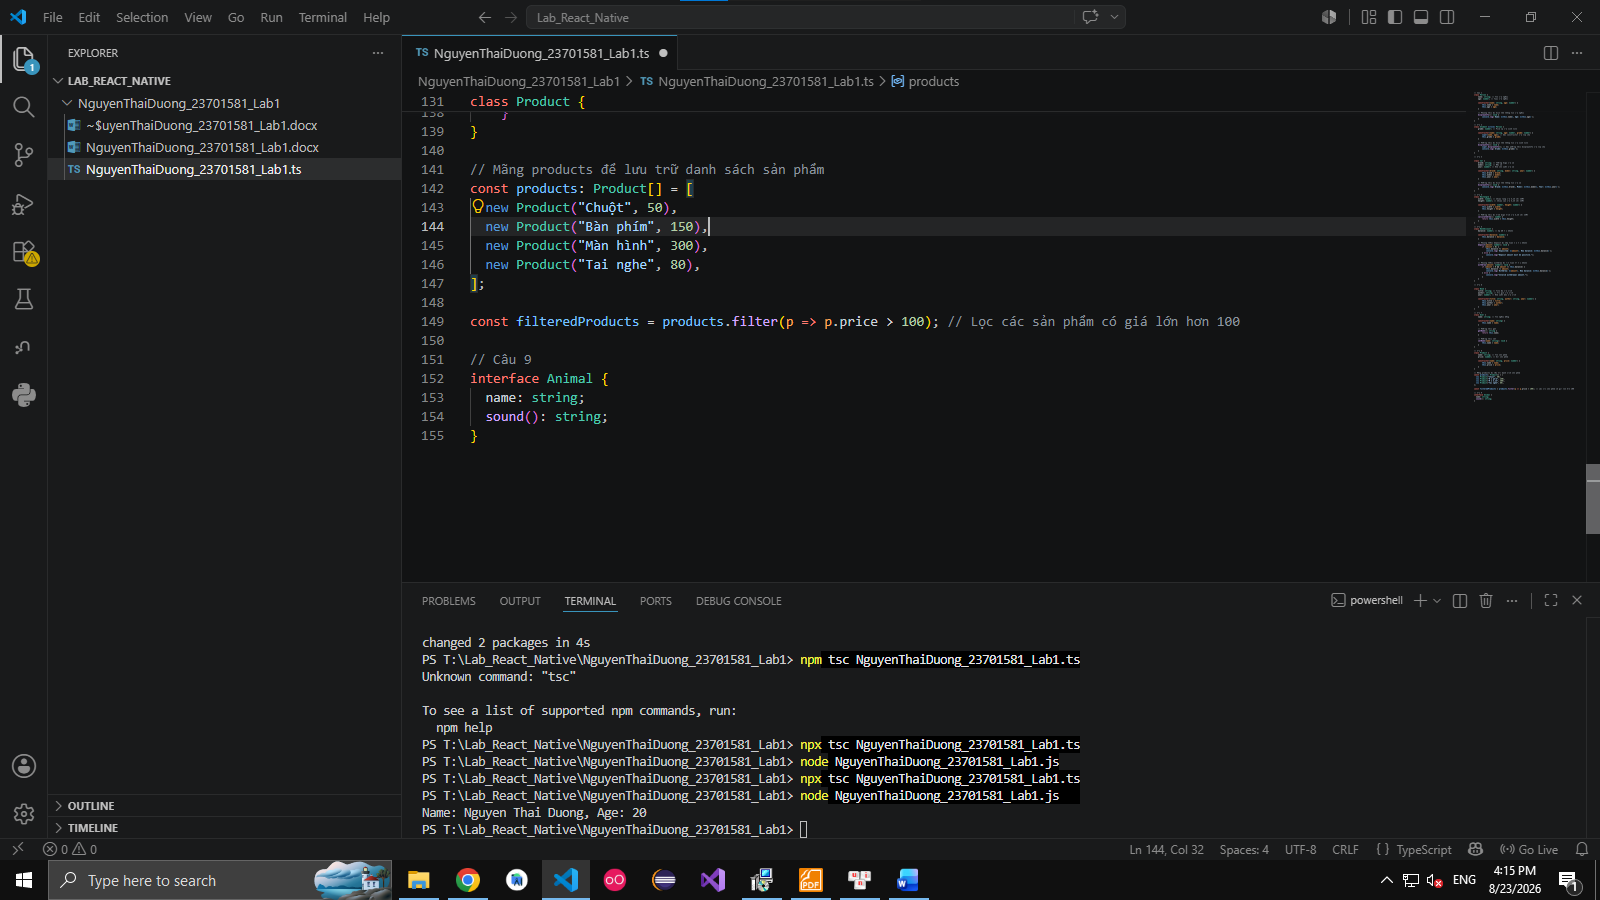 File Edit Selection View Go Run Terminal Help
Lab_React_Native
EXPLORER
LAB_REACT_NATIVE
NguyenThaiDuong_23701581_Lab1
~$uyenThaiDuong_23701581_Lab1.docx
NguyenThaiDuong_23701581_Lab1.docx
TS NguyenThaiDuong_23701581_Lab1.ts
OUTLINE
TIMELINE
1
TS NguyenThaiDuong_23701581_Lab1.ts
NguyenThaiDuong_23701581_Lab1 > TS NguyenThaiDuong_23701581_Lab1.ts > products
131 class Product {
138 }
139 }
140
141 // Mãng products để lưu trữ danh sách sản phẩm
142 const products: Product[] = [
143 new Product("Chuột", 50),
144 new Product("Bàn phím", 150),
145 new Product("Màn hình", 300),
146 new Product("Tai nghe", 80),
147 ];
148
149 const filteredProducts = products.filter(p => p.price > 100); // Lọc các sản phẩm có giá lớn hơn 100
150
151 // Câu 9
152 interface Animal {
153 name: string;
154 sound(): string;
155 }
PROBLEMS OUTPUT TERMINAL PORTS DEBUG CONSOLE
powershell
changed 2 packages in 4s
PS T:\Lab_React_Native\NguyenThaiDuong_23701581_Lab1> npm tsc NguyenThaiDuong_23701581_Lab1.ts
Unknown command: "tsc"
To see a list of supported npm commands, run:
npm help
PS T:\Lab_React_Native\NguyenThaiDuong_23701581_Lab1> npx tsc NguyenThaiDuong_23701581_Lab1.ts
PS T:\Lab_React_Native\NguyenThaiDuong_23701581_Lab1> node NguyenThaiDuong_23701581_Lab1.js
PS T:\Lab_React_Native\NguyenThaiDuong_23701581_Lab1> npx tsc NguyenThaiDuong_23701581_Lab1.ts
PS T:\Lab_React_Native\NguyenThaiDuong_23701581_Lab1> node NguyenThaiDuong_23701581_Lab1.js
Name: Nguyen Thai Duong, Age: 20
PS T:\Lab_React_Native\NguyenThaiDuong_23701581_Lab1>
0 0
Ln 144, Col 32 Spaces: 4 UTF-8 CRLF { } TypeScript Go Live
Type here to search
ENG
4:15 PM
8/23/2026
1